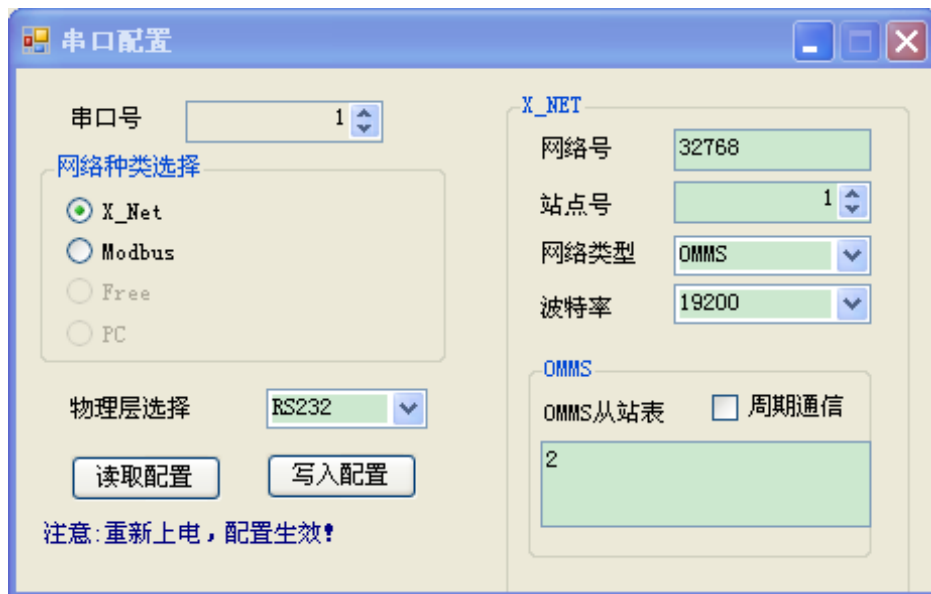 串口配置
串口号 1
网络种类选择
X_Net
Modbus
Free
PC
物理层选择 RS232
读取配置 写入配置
注意:重新上电，配置生效!
X_NET
网络号 32768
站点号 1
网络类型 OMMS
波特率 19200
OMMS
OMMS从站表 周期通信
2